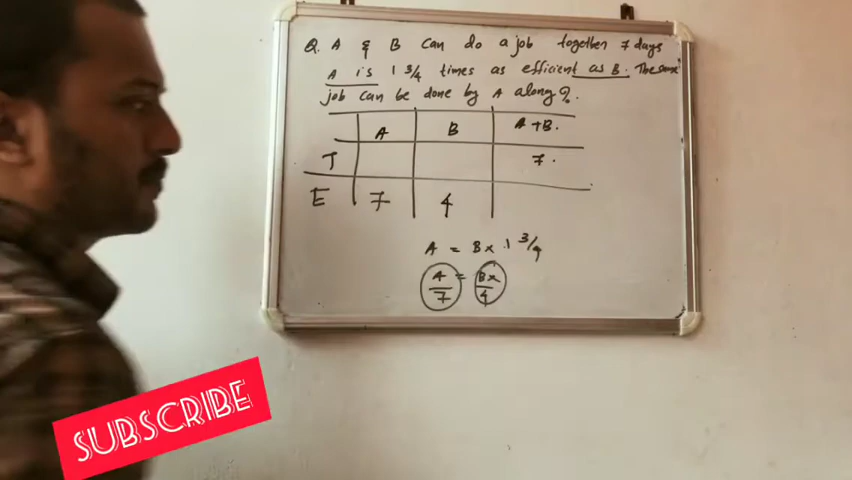 Q. A & B can do a job together 7 days
A is 1 3/4 times as efficient as B. The same
job can be done by A along?
A B A+B.
T 7.
E 7 4
A = B x 1 3/4
A/7 = Bx/4
SUBSCRIBE